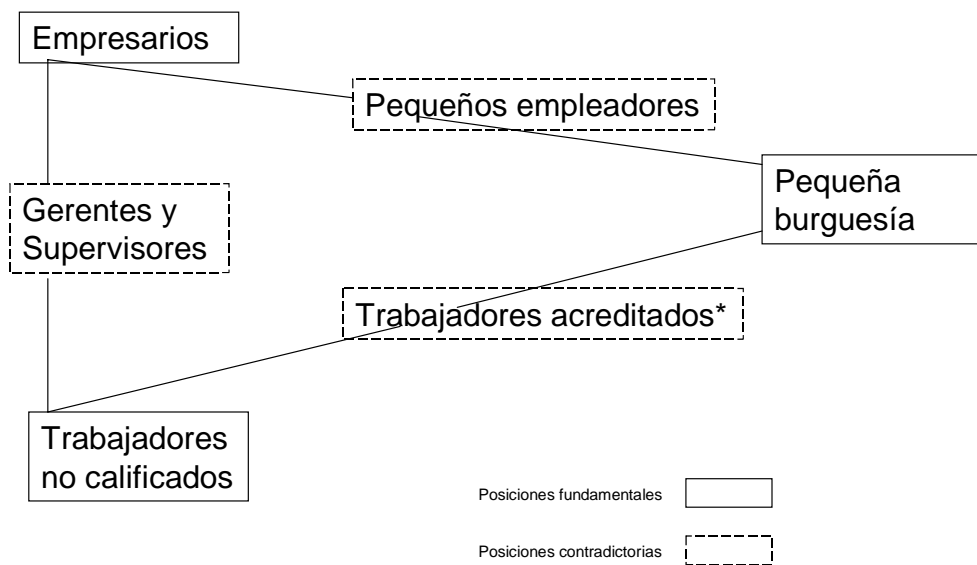 Empresarios
Pequeños empleadores
Pequeña
burguesía
Gerentes y
Supervisores
Trabajadores acreditados*
Trabajadores
no calificados
Posiciones fundamentales
Posiciones contradictorias